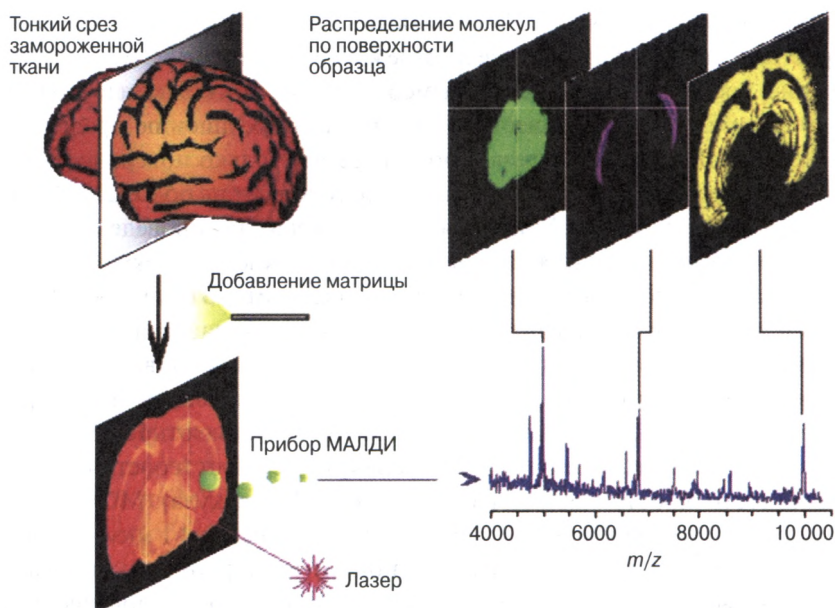 Тонкий срез
замороженной
ткани
Распределение молекул
по поверхности
образца
Добавление матрицы
Прибор МАЛДИ
Лазер
4000 6000 8000 10 000
m/z